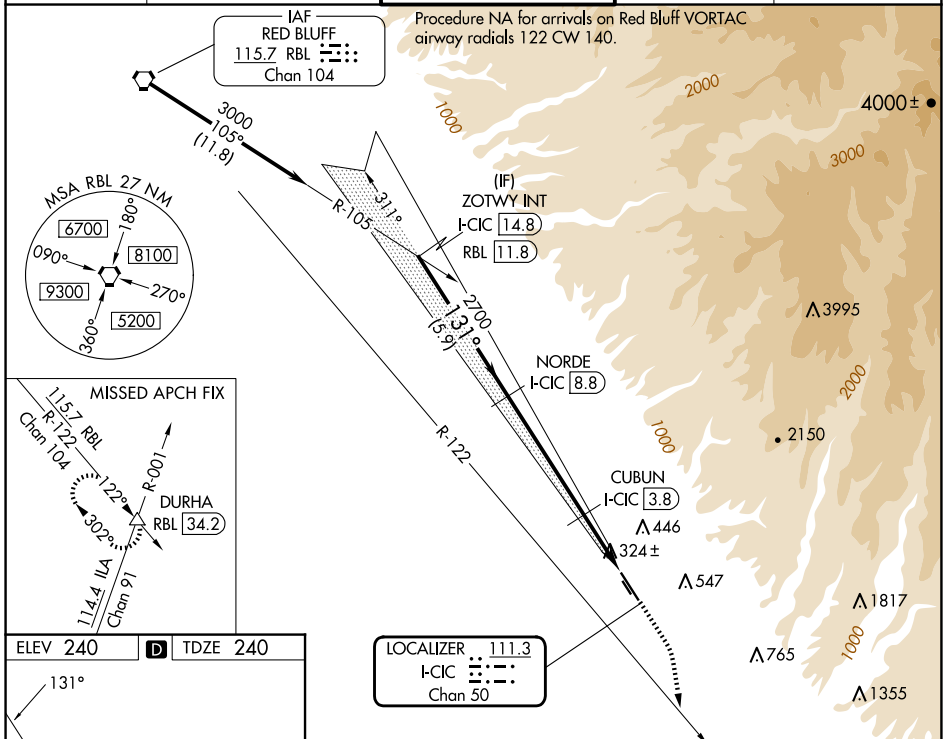 IAF
RED BLUFF
115.7 RBL
Chan 104
Procedure NA for arrivals on Red Bluff VORTAC
airway radials 122 CW 140.
3000
105°
(11.8)
R-105
311°
(IF)
ZOTWY INT
I-CIC 14.8
RBL 11.8
2700
131°
(5.9)
NORDE
I-CIC 8.8
R-122
CUBUN
I-CIC 3.8
446
324±
547
1000
2000
3000
4000±
3995
2000
2150
1000
1817
1000
765
1355
MSA RBL 27 NM
6700
180°
090°
8100
9300
270°
360°
5200
MISSED APCH FIX
115.7 RBL
R-122
Chan 104
R-001
122°
DURHA
RBL 34.2
302°
114.4 ILA
Chan 91
LOCALIZER 111.3
I-CIC
Chan 50
ELEV 240 D TDZE 240
131°